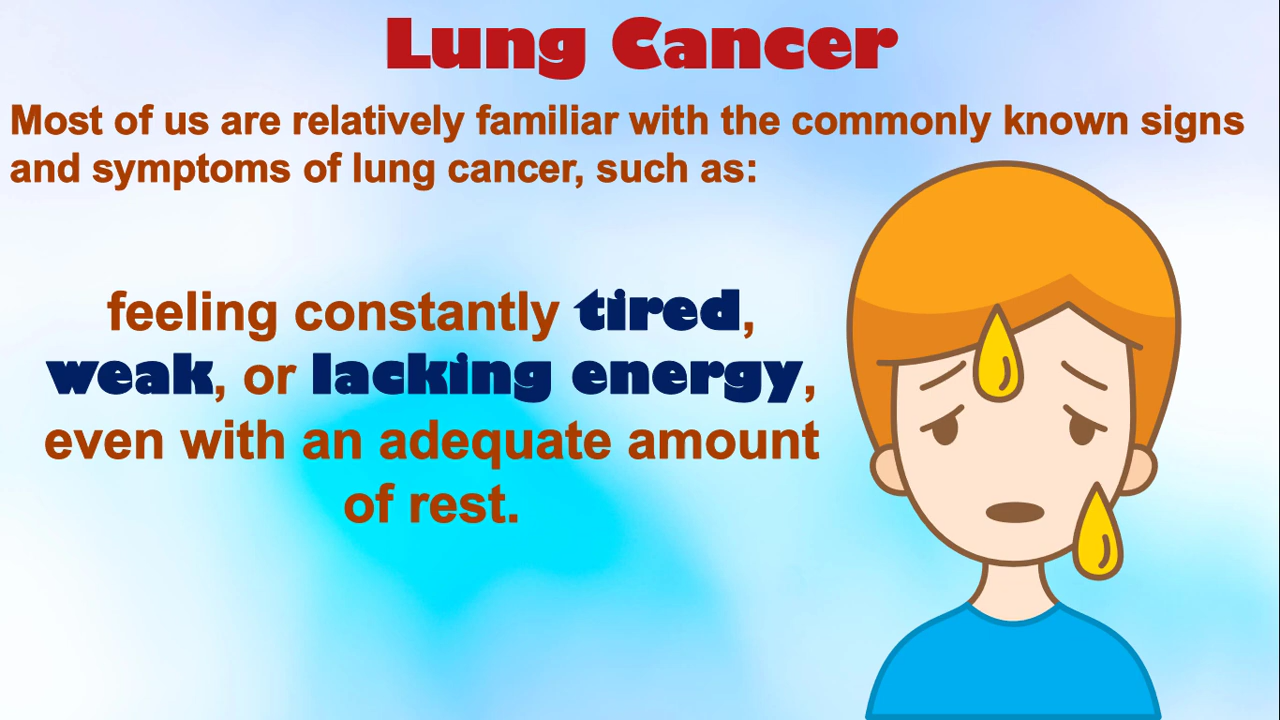 Lung Cancer
Most of us are relatively familiar with the commonly known signs
and symptoms of lung cancer, such as:
feeling constantly tired,
weak, or lacking energy,
even with an adequate amount
of rest.